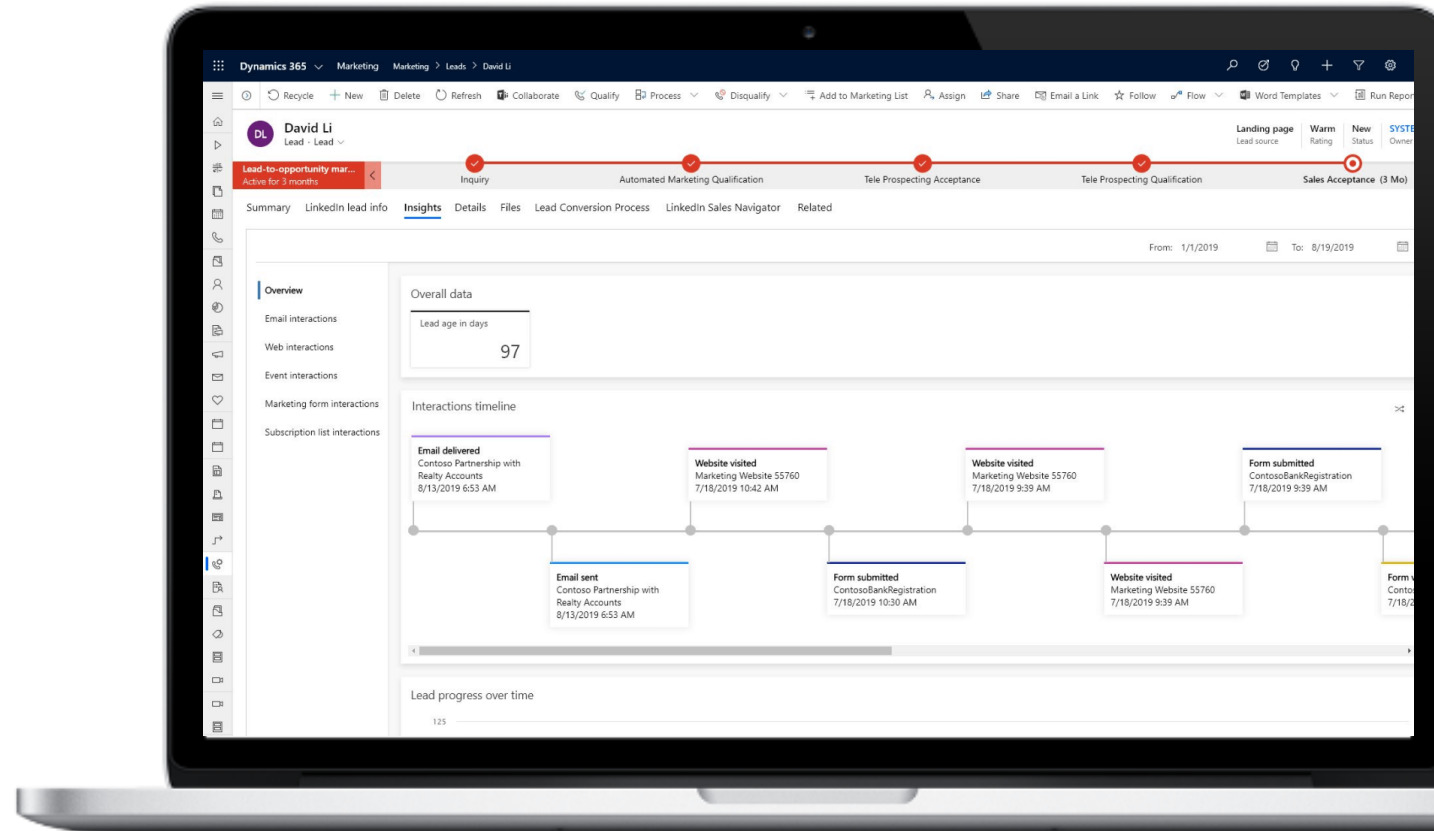 Dynamics 365 Marketing Marketing > Leads > David Li
Recycle New Delete Refresh Collaborate Qualify Process Disqualify Add to Marketing List Assign Share Email a Link Follow Flow Word Templates Run Repor
DL David Li
Lead · Lead
Landing page Warm New SYSTE
Lead source Rating Status Owner
Lead-to-opportunity mar...
Active for 3 months
Inquiry Automated Marketing Qualification Tele Prospecting Acceptance Tele Prospecting Qualification Sales Acceptance (3 Mo)
Summary LinkedIn lead info Insights Details Files Lead Conversion Process LinkedIn Sales Navigator Related
From: 1/1/2019 To: 8/19/2019
Overview
Email interactions
Web interactions
Event interactions
Marketing form interactions
Subscription list interactions
Overall data
Lead age in days
97
Interactions timeline
Email delivered
Contoso Partnership with
Realty Accounts
8/13/2019 6:53 AM
Email sent
Contoso Partnership with
Realty Accounts
8/13/2019 6:53 AM
Website visited
Marketing Website 55760
7/18/2019 10:42 AM
Form submitted
ContosoBankRegistration
7/18/2019 10:30 AM
Website visited
Marketing Website 55760
7/18/2019 9:39 AM
Website visited
Marketing Website 55760
7/18/2019 9:39 AM
Form submitted
ContosoBankRegistration
7/18/2019 9:39 AM
Form v
Contos
7/18/2
Lead progress over time
125